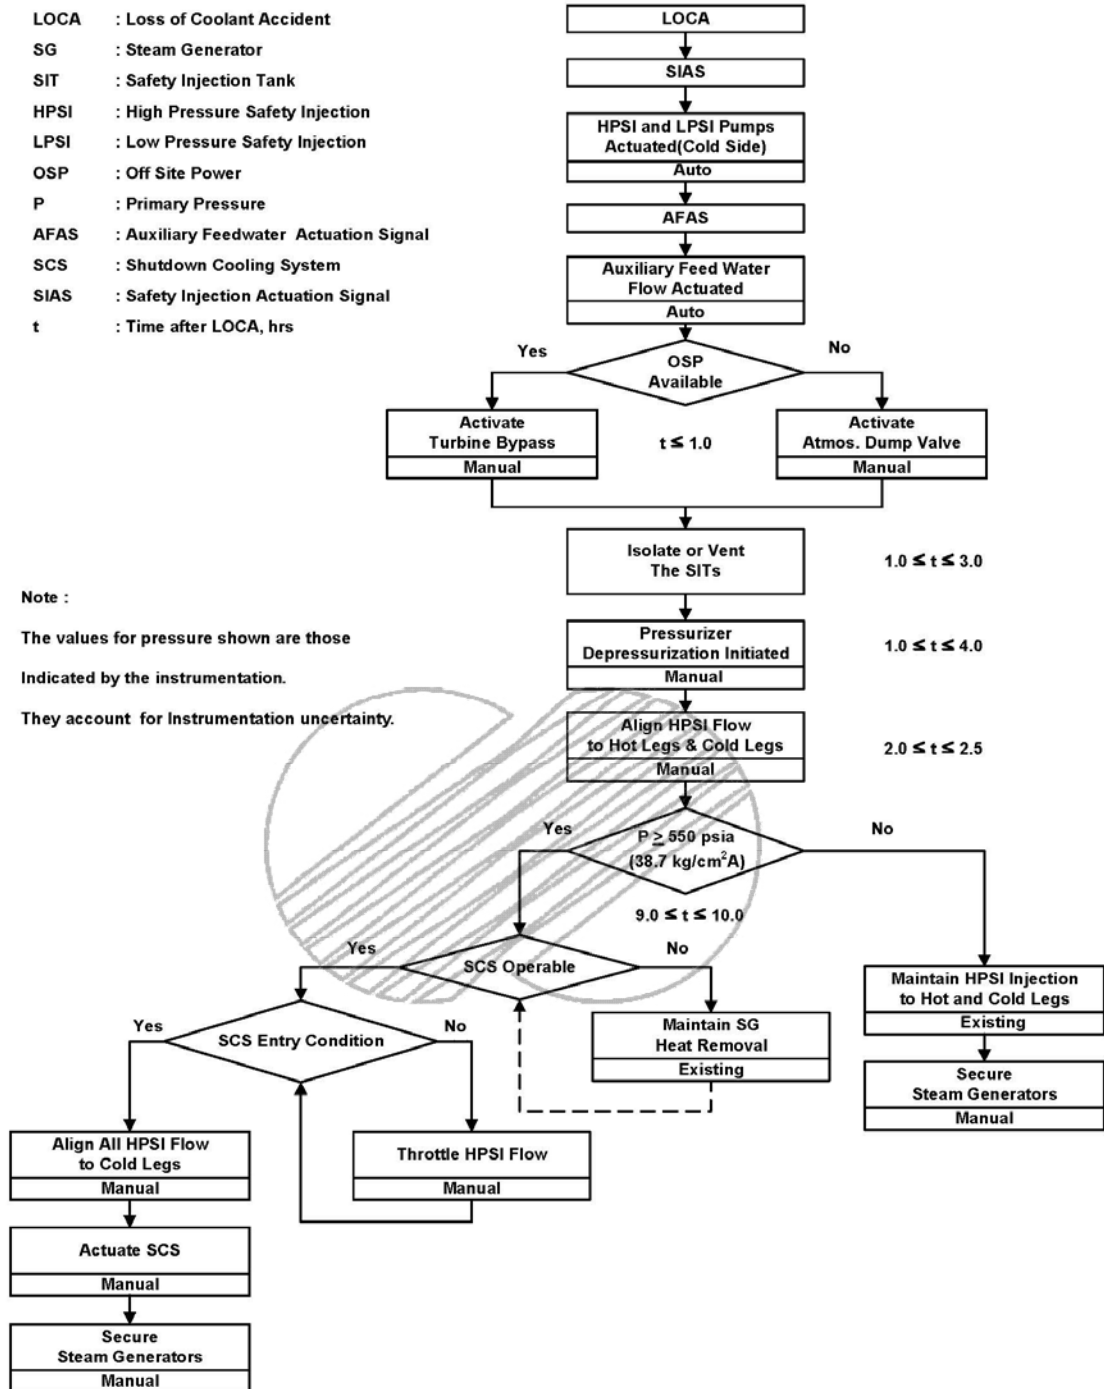 LOCA : Loss of Coolant Accident
SG : Steam Generator
SIT : Safety Injection Tank
HPSI : High Pressure Safety Injection
LPSI : Low Pressure Safety Injection
OSP : Off Site Power
P : Primary Pressure
AFAS : Auxiliary Feedwater Actuation Signal
SCS : Shutdown Cooling System
SIAS : Safety Injection Actuation Signal
t : Time after LOCA, hrs
LOCA
SIAS
HPSI and LPSI Pumps
Actuated(Cold Side)
Auto
AFAS
Auxiliary Feed Water
Flow Actuated
Auto
Yes
No
OSP
Available
Activate
Turbine Bypass
Manual
t ≤ 1.0
Activate
Atmos. Dump Valve
Manual
Isolate or Vent
The SITs
1.0 ≤ t ≤ 3.0
Note :
The values for pressure shown are those
Indicated by the instrumentation.
They account for Instrumentation uncertainty.
Pressurizer
Depressurization Initiated
Manual
1.0 ≤ t ≤ 4.0
Align HPSI Flow
to Hot Legs & Cold Legs
Manual
2.0 ≤ t ≤ 2.5
Yes
No
P ≥ 550 psia
(38.7 kg/cm²A)
9.0 ≤ t ≤ 10.0
Yes
No
SCS Operable
Maintain HPSI Injection
to Hot and Cold Legs
Existing
Secure
Steam Generators
Manual
Maintain SG
Heat Removal
Existing
Yes
No
SCS Entry Condition
Align All HPSI Flow
to Cold Legs
Manual
Throttle HPSI Flow
Manual
Actuate SCS
Manual
Secure
Steam Generators
Manual